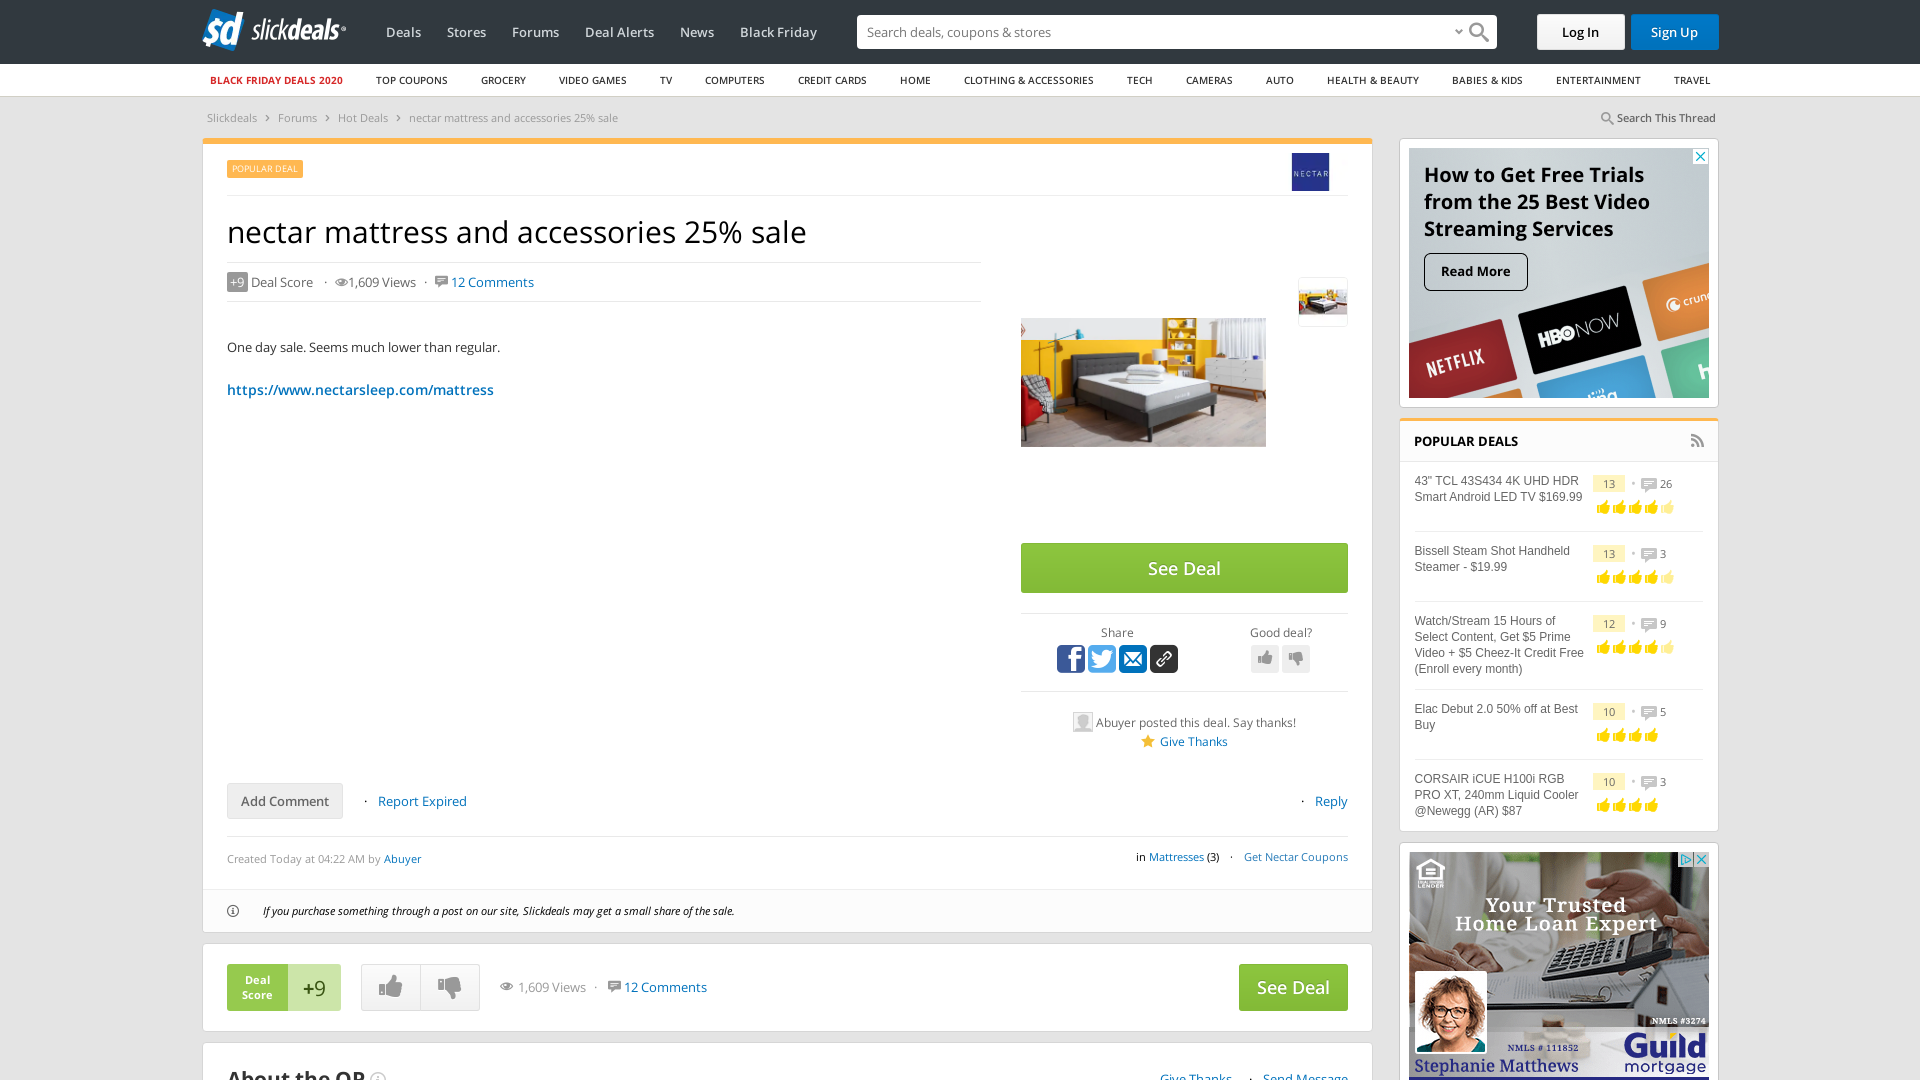 sd slickdeals
Deals
Stores
Forums
Deal Alerts
News
Black Friday
Search deals, coupons & shops
Log In
Sign Up
BLACK FRIDAY DEALS 2020
TOP COUPONS
GROCERY
VIDEO GAMES
TV
COMPUTERS
CREDIT CARDS
HOME
CLOTHING & ACCESSORIES
TECH
CAMERAS
AUTO
HEALTH & BEAUTY
BABIES & KIDS
ENTERTAINMENT
TRAVEL
Slickdeals › Forums › Hot Deals › nectar mattress and accessories 25% sale
Search This Thread
POPULAR DEAL
NECTAR
nectar mattress and accessories 25% sale
+9 Deal Score · 1,609 Views · 12 Comments
One day sale. Seems much lower than regular.
https://www.nectarsleep.com/mattress
See Deal
Share
Good deal?
Abuyer posted this deal. Say thanks!
Give Thanks
Add Comment · Report Expired
· Reply
Created Today at 04:22 AM by Abuyer
in Mattresses (3) · Get Nectar Coupons
If you purchase something through a post on our site, Slickdeals may get a small share of the sale.
Deal
Score
+9
1,609 Views · 12 Comments
See Deal
About the OP
Give Thanks · Send Message
How to Get Free Trials
from the 25 Best Video
Streaming Services
Read More
NETFLIX
HBO NOW
crunc
ling
h
POPULAR DEALS
43" TCL 43S434 4K UHD HDR
Smart Android LED TV $169.99
13 · 26
Bissell Steam Shot Handheld
Steamer - $19.99
13 · 3
Watch/Stream 15 Hours of
Select Content, Get $5 Prime
Video + $5 Cheez-It Credit Free
(Enroll every month)
12 · 9
Elac Debut 2.0 50% off at Best
Buy
10 · 5
CORSAIR iCUE H100i RGB
PRO XT, 240mm Liquid Cooler
@Newegg (AR) $87
10 · 3
Your Trusted
Home Loan Expert
NMLS #3274
NMLS # 111852
Stephanie Matthews
Guild
mortgage